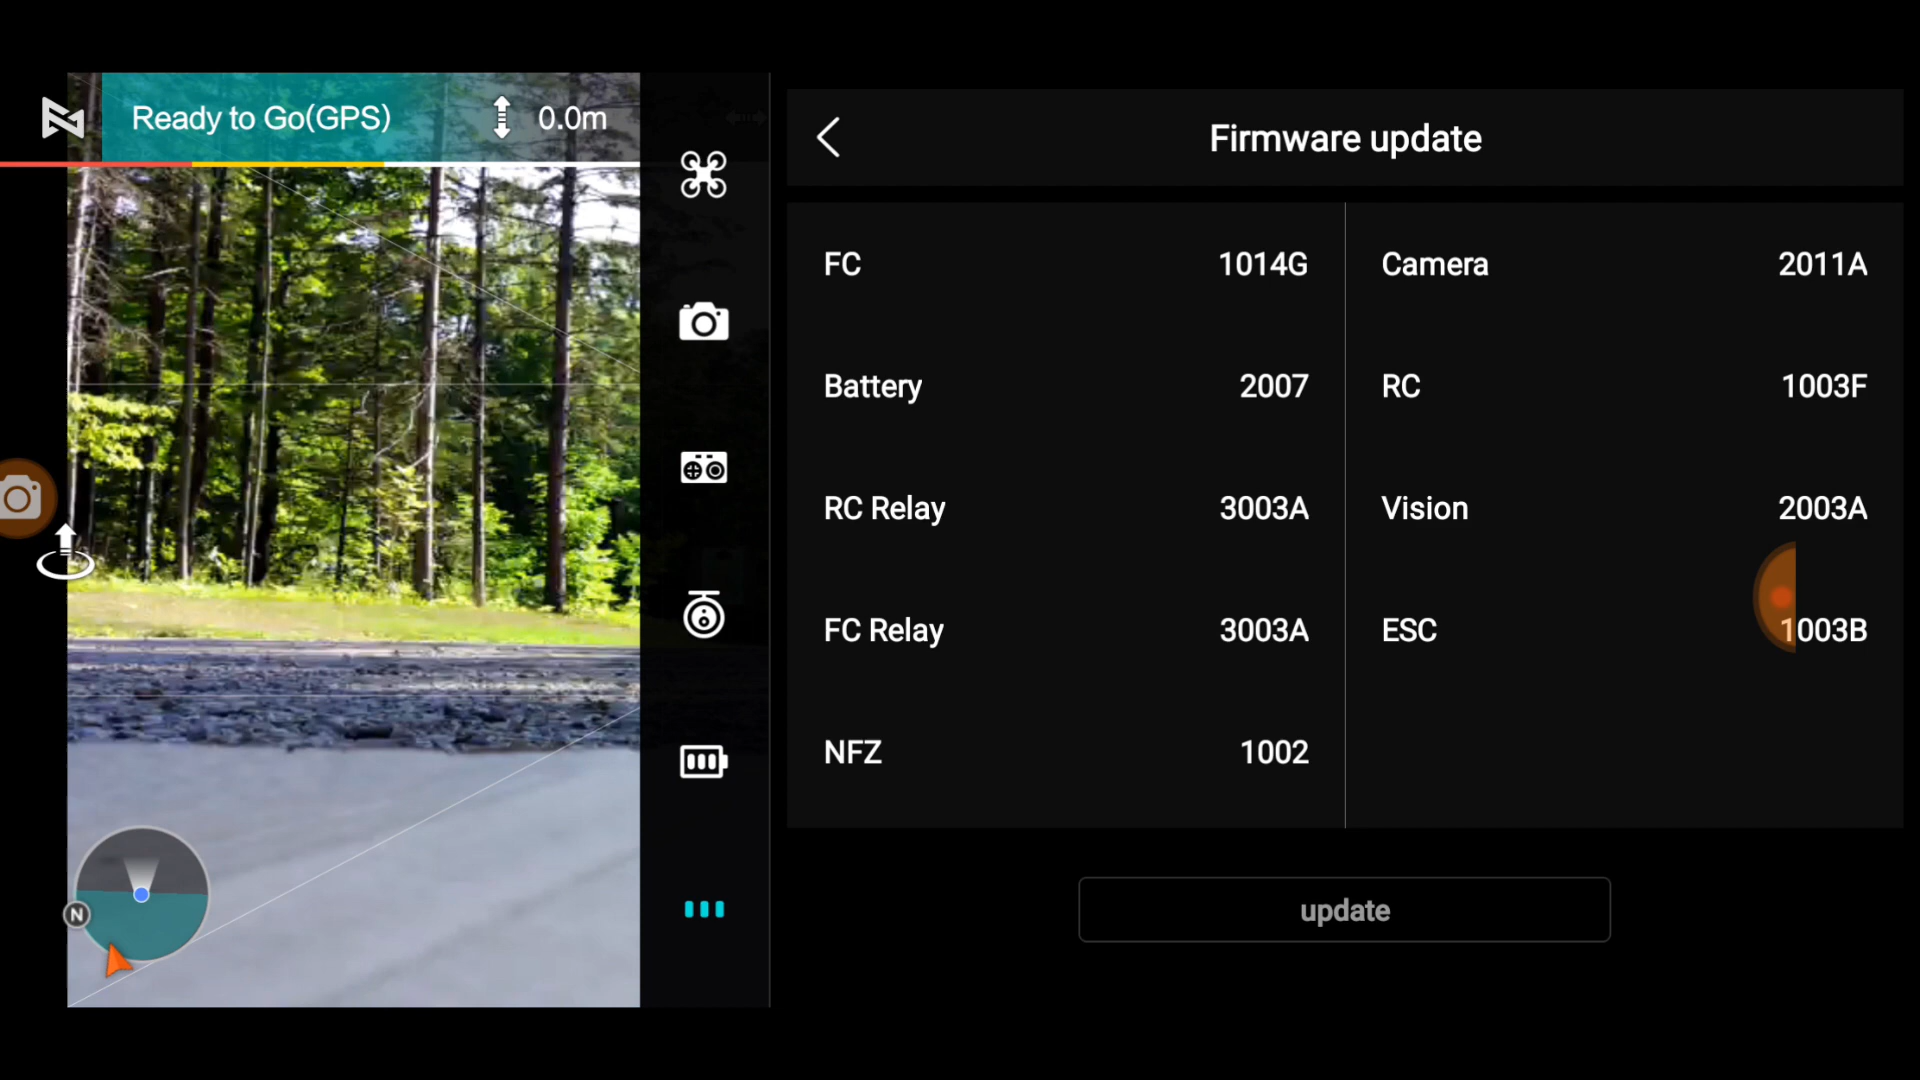 Ready to Go(GPS) 0.0m
N
Firmware update
FC 1014G
Camera 2011A
Battery 2007
RC 1003F
RC Relay 3003A
Vision 2003A
FC Relay 3003A
ESC 1003B
NFZ 1002
update